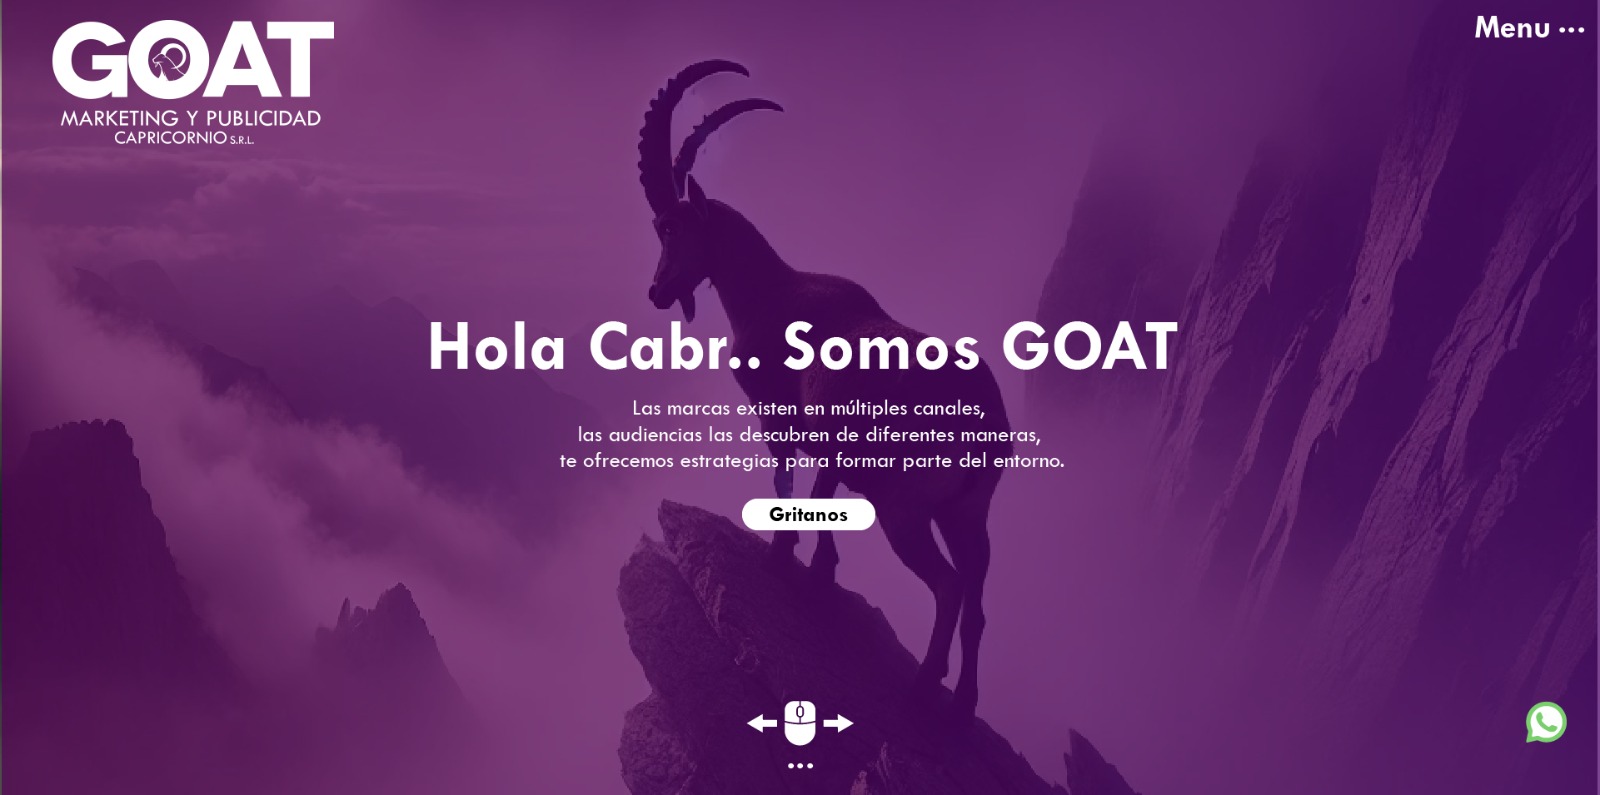 GOAT
MARKETING Y PUBLICIDAD
CAPRICORNIO S.R.L.
Menu ...
Hola Cabr.. Somos GOAT
Las marcas existen en múltiples canales,
las audiencias las descubren de diferentes maneras,
te ofrecemos estrategias para formar parte del entorno.
Gritanos
...